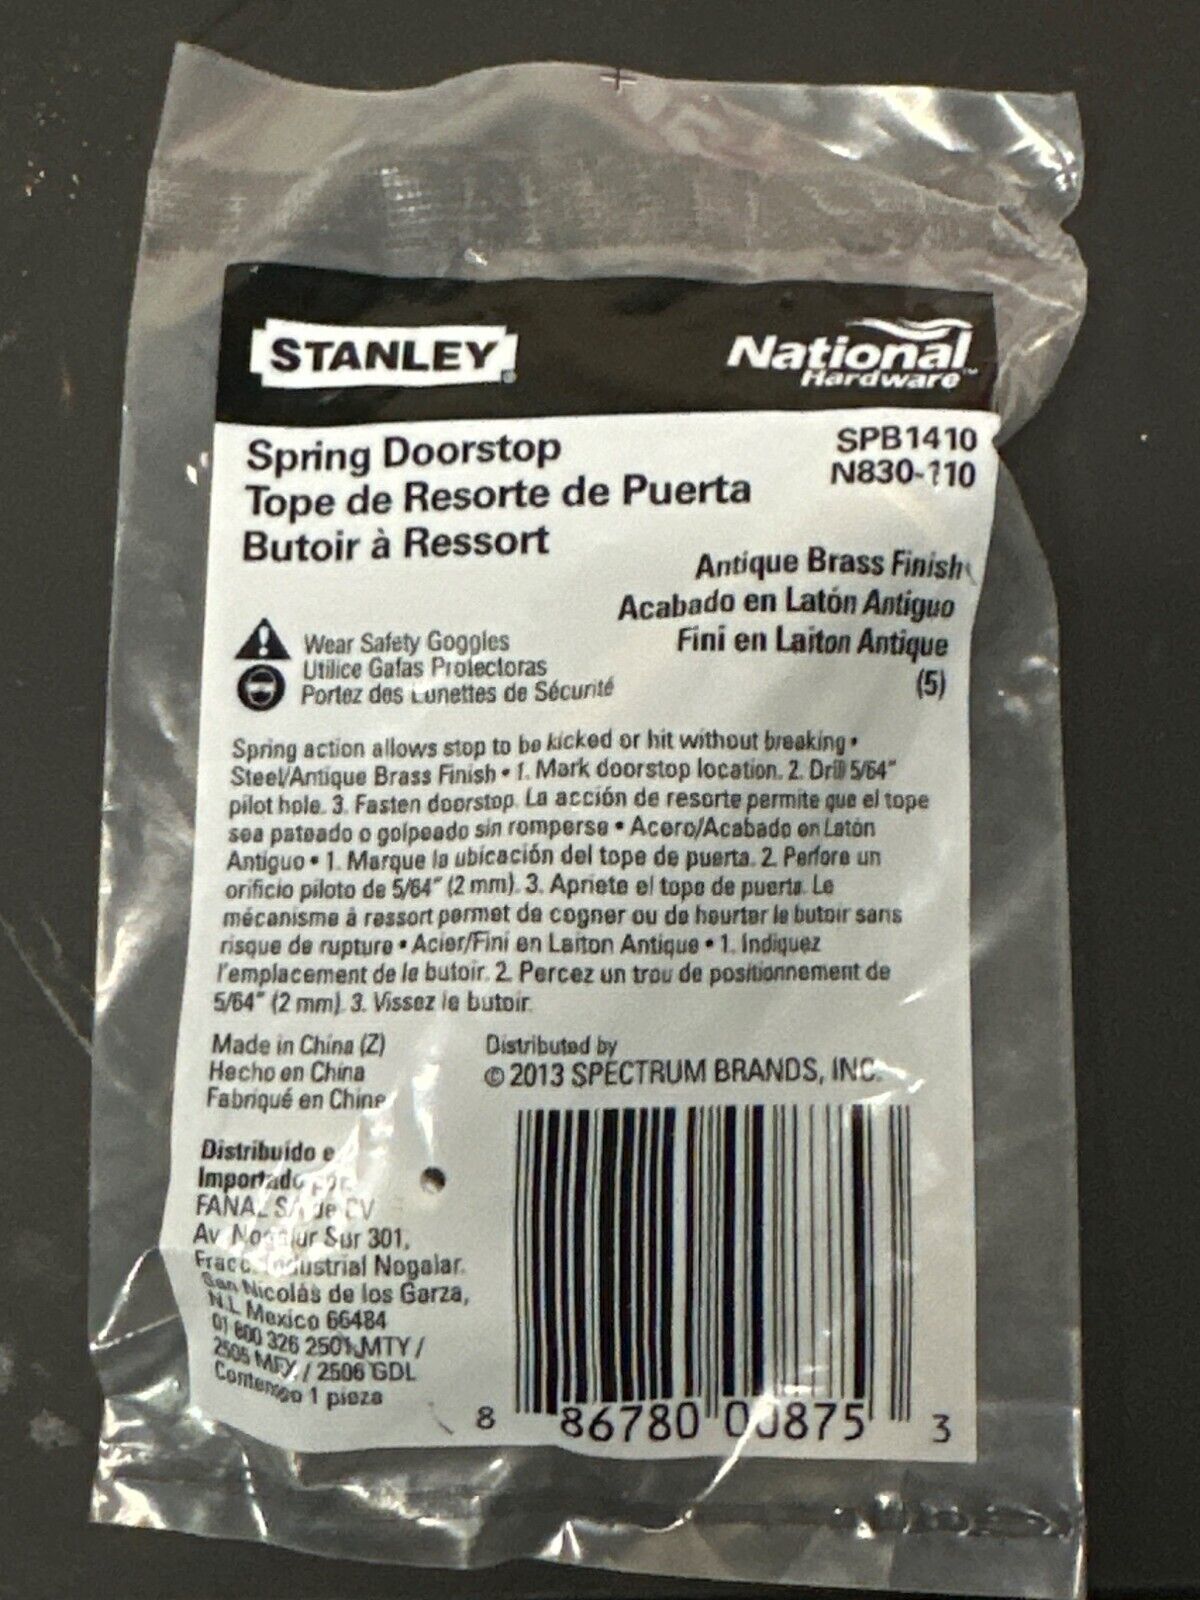 STANLEY®
National
Hardware™
Spring Doorstop
Tope de Resorte de Puerta
Butoir à Ressort
SPB1410
N830-110
Antique Brass Finish
Acabado en Latón Antiguo
Fini en Laiton Antique
(5)
Wear Safety Goggles
Utilice Gafas Protectoras
Portez des Lunettes de Sécurité
Spring action allows stop to be kicked or hit without breaking •
Steel/Antique Brass Finish • 1. Mark doorstop location. 2. Drill 5/64"
pilot hole. 3. Fasten doorstop. La acción de resorte permite que el tope
sea pateado o golpeado sin romperse • Acero/Acabado en Latón
Antiguo • 1. Marque la ubicación del tope de puerta. 2. Perfore un
orificio piloto de 5/64" (2 mm). 3. Apriete el tope de puerta. Le
mécanisme à ressort permet de cogner ou de heurter le butoir sans
risque de rupture • Acier/Fini en Laiton Antique • 1. Indiquez
l'emplacement de le butoir. 2. Percez un trou de positionnement de
5/64" (2 mm). 3. Vissez le butoir.
Made in China (Z)
Hecho en China
Fabriqué en Chine
Distributed by
© 2013 SPECTRUM BRANDS, INC.
Distribuido e
Importado por
FANAL S/A de CV
Av. Nogalar Sur 301,
Fracc. Industrial Nogalar.
San Nicolás de los Garza,
N.L. Mexico 66484
01 800 326 2501 MTY /
2505 MEX / 2506 GDL
Contenido 1 pieza
8 86780 00875 3